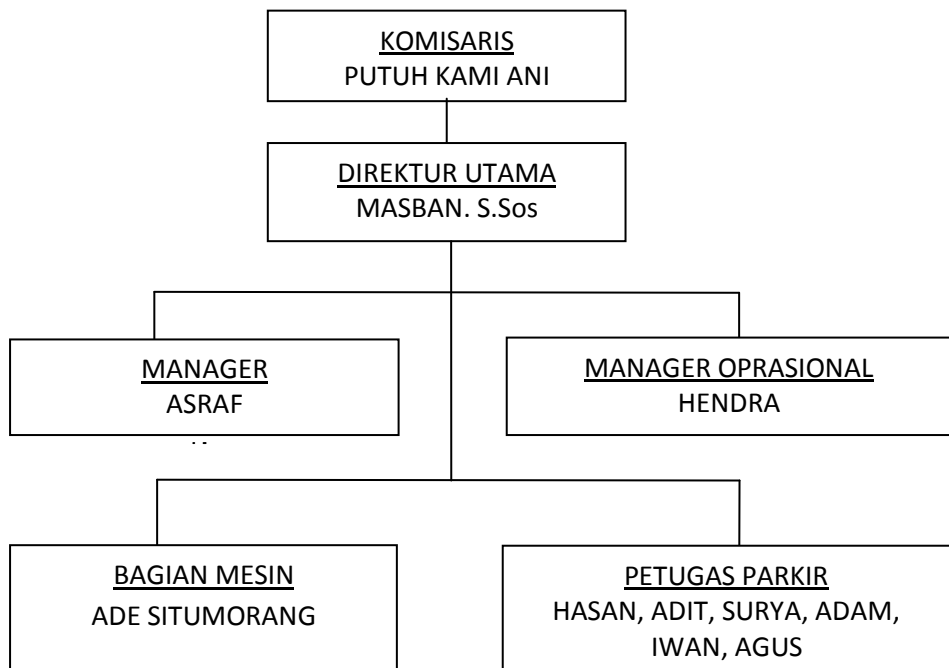 KOMISARIS
PUTUH KAMI ANI
DIREKTUR UTAMA
MASBAN. S.Sos
MANAGER
ASRAF
MANAGER OPRASIONAL
HENDRA
BAGIAN MESIN
ADE SITUMORANG
PETUGAS PARKIR
HASAN, ADIT, SURYA, ADAM,
IWAN, AGUS